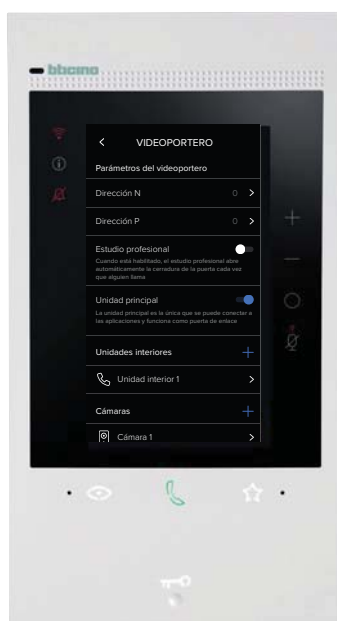 bticino
VIDEOPORTERO
Parámetros del videoportero
Dirección N 0
Dirección P 0
Estudio profesional
Cuando está habilitado, el estudio profesional abre
automáticamente la cerradura de la puerta cada vez
que alguien llama
Unidad principal
La unidad principal es la única que se puede conectar a
las aplicaciones y funciona como puerta de enlace
Unidades interiores
Unidad interior 1
Cámaras
Cámara 1